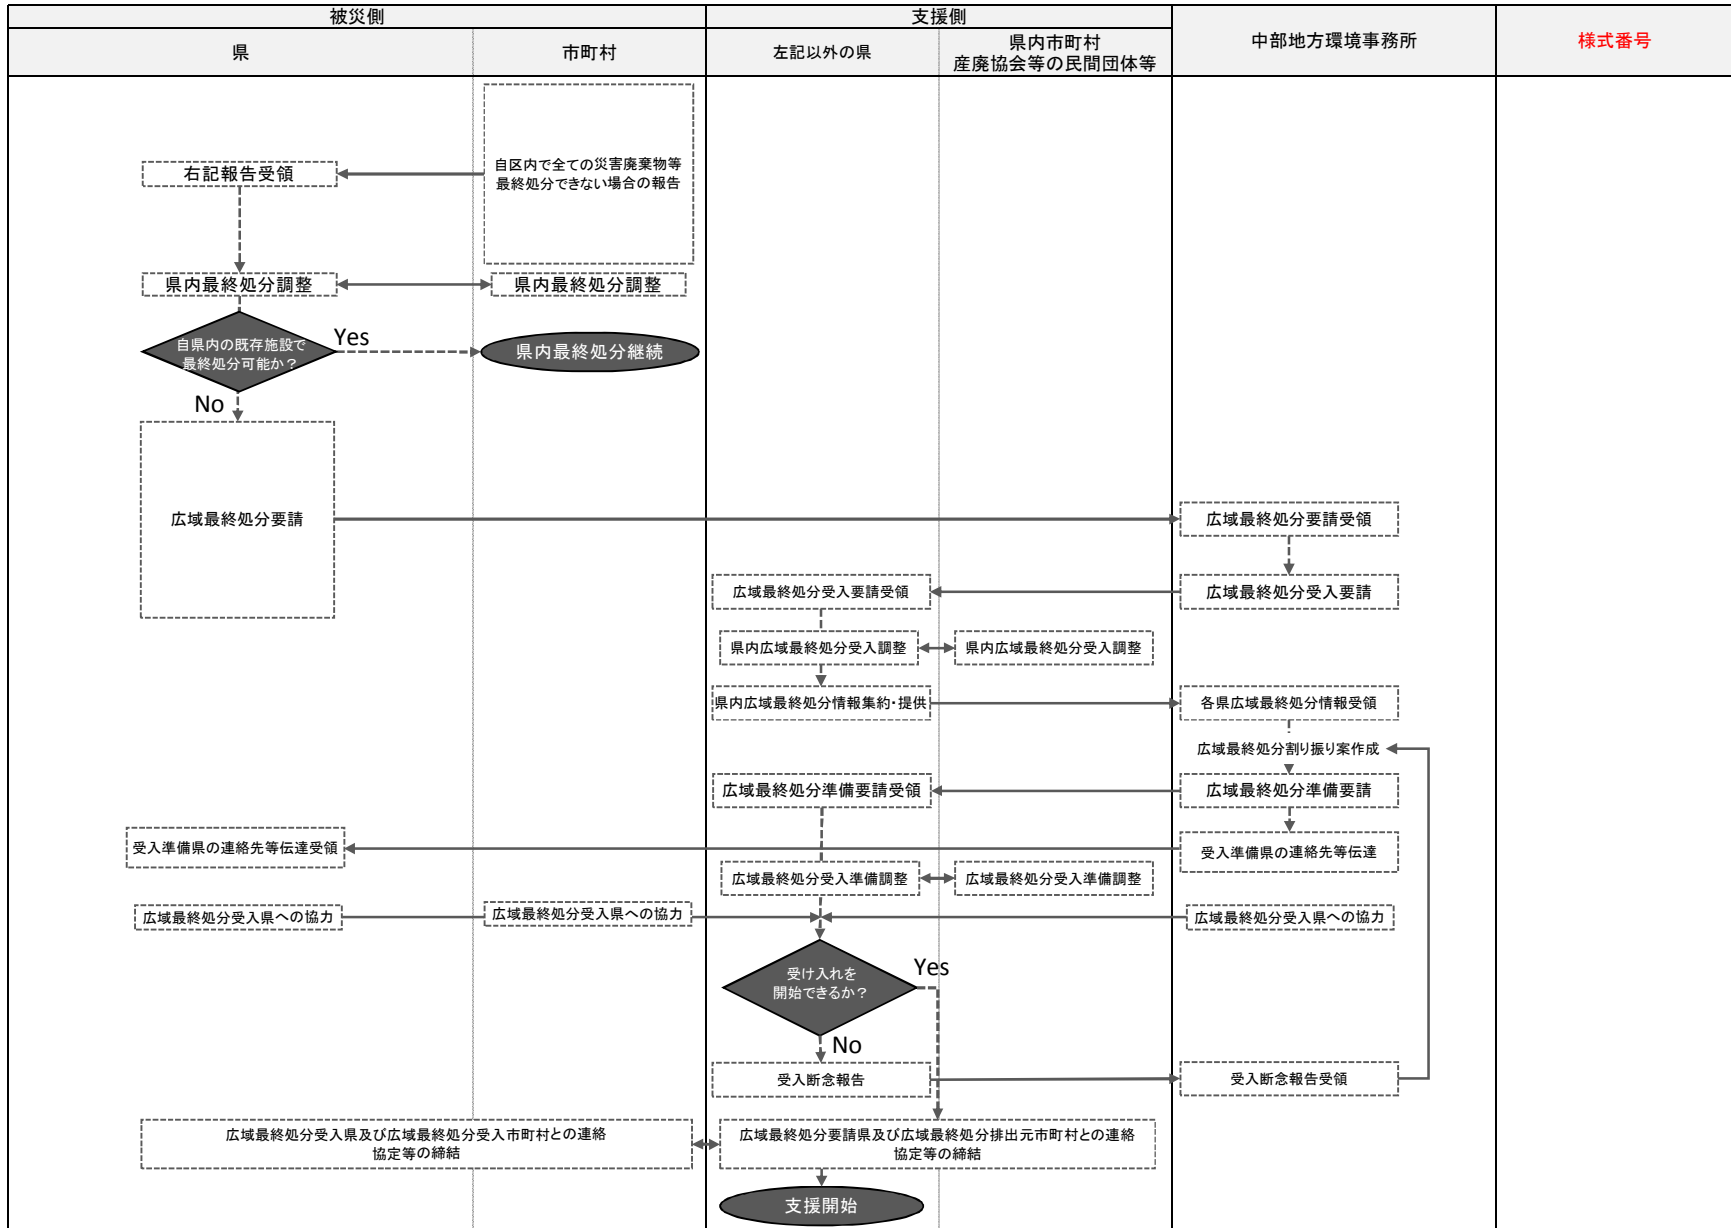 被災側
支援側
県
市町村
左記以外の県
県内市町村
産廃協会等の民間団体等
中部地方環境事務所
様式番号
自区内で全ての災害廃棄物等
最終処分できない場合の報告
右記報告受領
県内最終処分調整
県内最終処分調整
自県内の既存施設で
最終処分可能か？
Yes
県内最終処分継続
No
広域最終処分要請
広域最終処分要請受領
広域最終処分受入要請受領
広域最終処分受入要請
県内広域最終処分受入調整
県内広域最終処分受入調整
県内広域最終処分情報集約・提供
各県広域最終処分情報受領
広域最終処分割り振り案作成
広域最終処分準備要請受領
広域最終処分準備要請
受入準備県の連絡先等伝達受領
受入準備県の連絡先等伝達
広域最終処分受入準備調整
広域最終処分受入準備調整
広域最終処分受入県への協力
広域最終処分受入県への協力
広域最終処分受入県への協力
受け入れを
開始できるか？
Yes
No
受入断念報告
受入断念報告受領
広域最終処分受入県及び広域最終処分受入市町村との連絡
協定等の締結
広域最終処分要請県及び広域最終処分排出元市町村との連絡
協定等の締結
支援開始